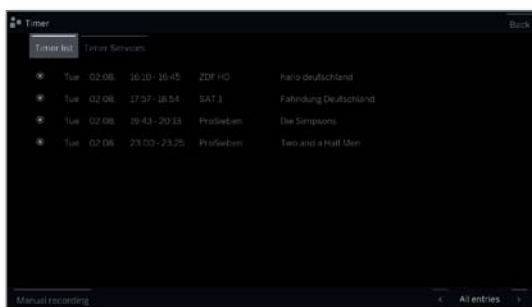 Timer
Back
Timer list Timer Services
Tue 02.08. 16:10 - 16:45 ZDF HD hallo deutschland
Tue 02.08. 17:57 - 18:54 SAT.1 Fahndung Deutschland
Tue 02.08. 19:43 - 20:13 ProSieben Die Simpsons
Tue 02.08. 23:00 - 23:25 ProSieben Two and a Half Men
Manual recording < All entries >